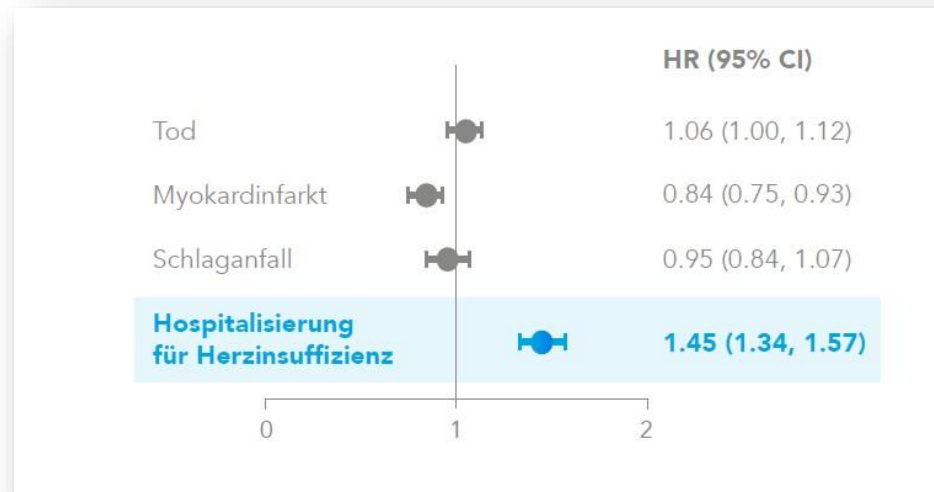 HR (95% CI)
Tod 1.06 (1.00, 1.12)
Myokardinfarkt 0.84 (0.75, 0.93)
Schlaganfall 0.95 (0.84, 1.07)
Hospitalisierung
für Herzinsuffizienz 1.45 (1.34, 1.57)
0 1 2